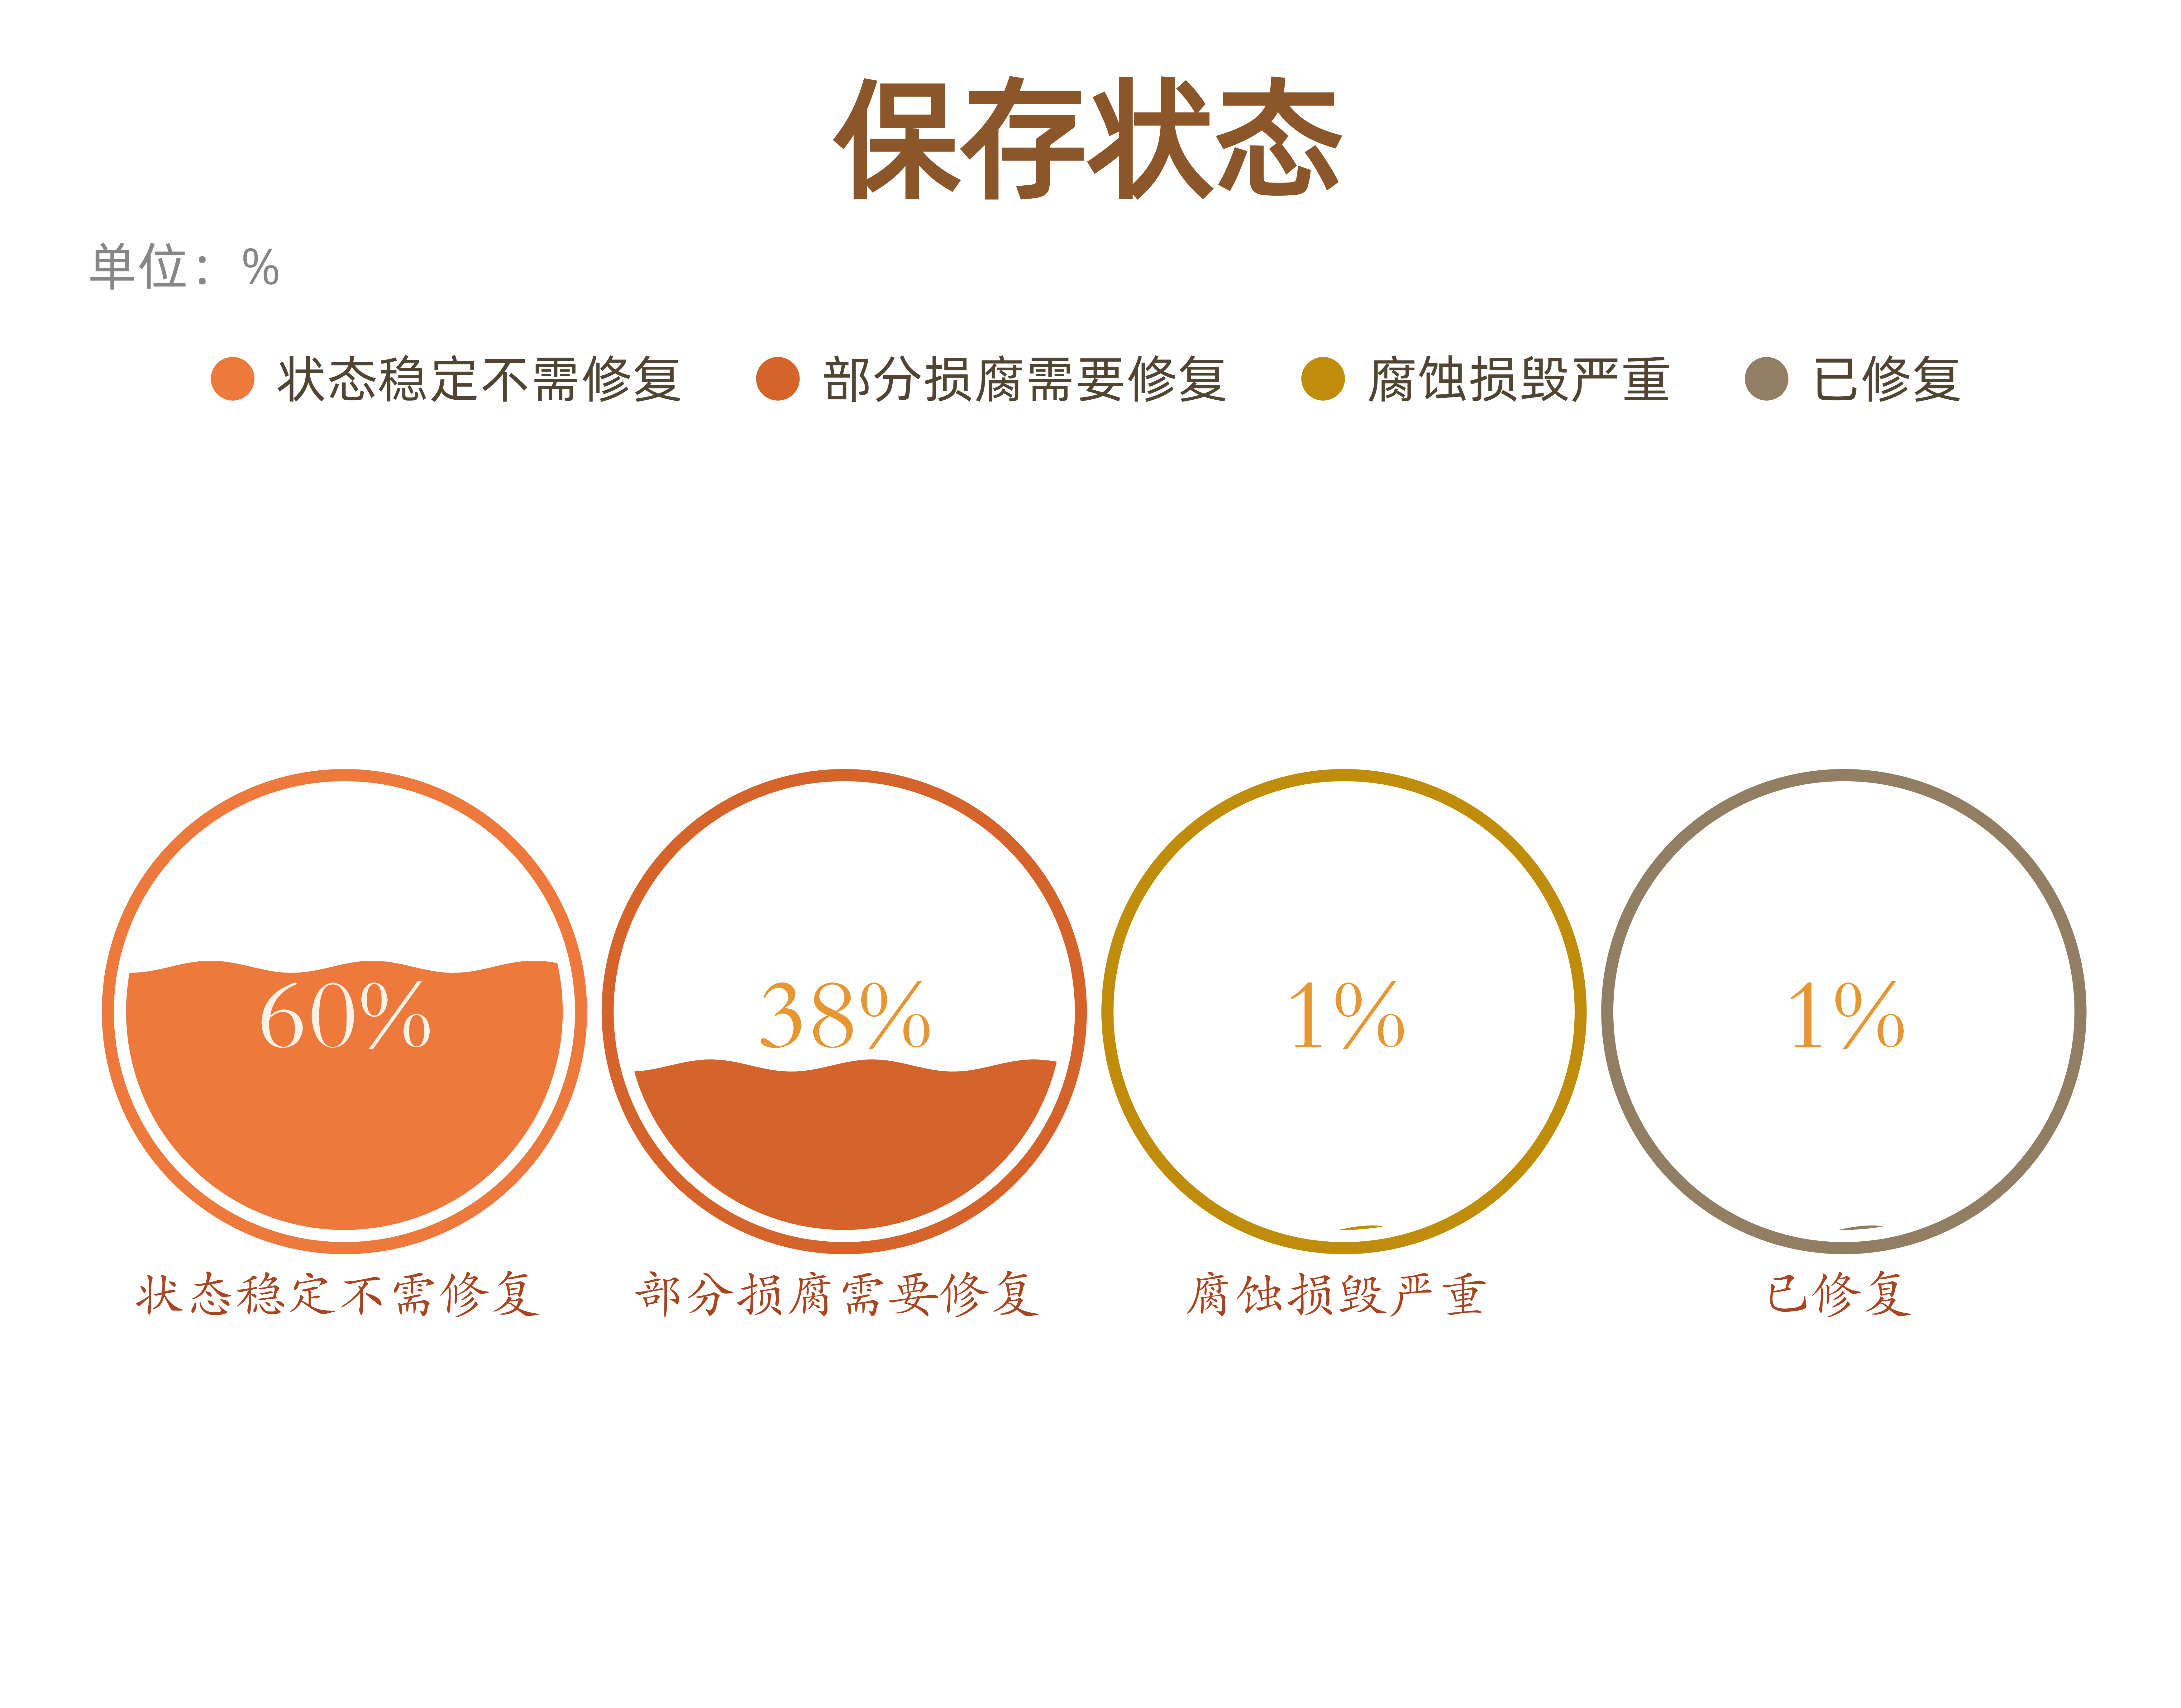 保存状态
单位：%
状态稳定不需修复 部分损腐需要修复 腐蚀损毁严重 已修复
60% 38% 1% 1%
状态稳定不需修复 部分损腐需要修复 腐蚀损毁严重 已修复